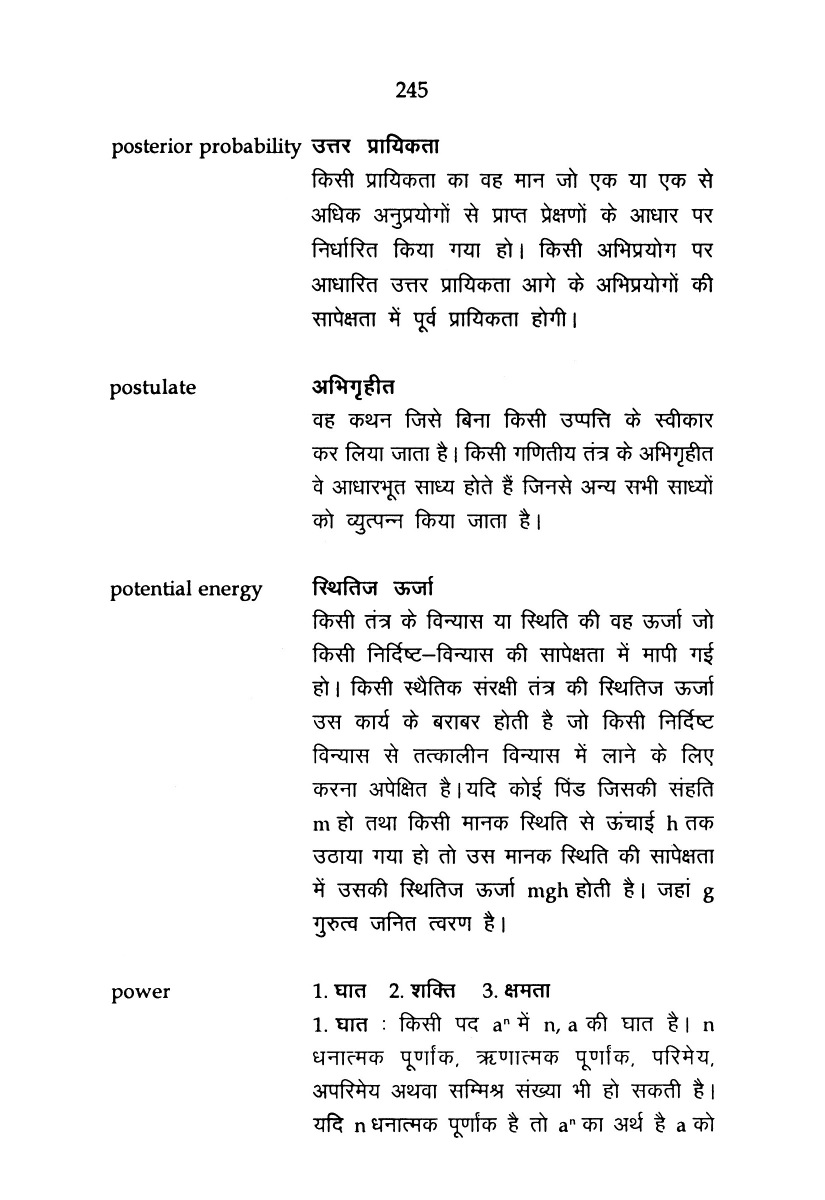 245
posterior probability उत्तर प्रायिकता
किसी प्रायिकता का वह मान जो एक या एक से
अधिक अनुप्रयोगों से प्राप्त प्रेक्षणों के आधार पर
निर्धारित किया गया हो। किसी अभिप्रयोग पर
आधारित उत्तर प्रायिकता आगे के अभिप्रयोगों की
सापेक्षता में पूर्व प्रायिकता होगी।
postulate अभिगृहीत
वह कथन जिसे बिना किसी उप्पत्ति के स्वीकार
कर लिया जाता है। किसी गणितीय तंत्र के अभिगृहीत
वे आधारभूत साध्य होते हैं जिनसे अन्य सभी साध्यों
को व्युत्पन्न किया जाता है।
potential energy स्थितिज ऊर्जा
किसी तंत्र के विन्यास या स्थिति की वह ऊर्जा जो
किसी निर्दिष्ट–विन्यास की सापेक्षता में मापी गई
हो। किसी स्थैतिक संरक्षी तंत्र की स्थितिज ऊर्जा
उस कार्य के बराबर होती है जो किसी निर्दिष्ट
विन्यास से तत्कालीन विन्यास में लाने के लिए
करना अपेक्षित है।यदि कोई पिंड जिसकी संहति
m हो तथा किसी मानक स्थिति से ऊंचाई h तक
उठाया गया हो तो उस मानक स्थिति की सापेक्षता
में उसकी स्थितिज ऊर्जा mgh होती है। जहां g
गुरुत्व जनित त्वरण है।
power 1. घात 2. शक्ति 3. क्षमता
1. घात : किसी पद aⁿ में n, a की घात है। n
धनात्मक पूर्णांक, ऋणात्मक पूर्णांक, परिमेय,
अपरिमेय अथवा सम्मिश्र संख्या भी हो सकती है।
यदि n धनात्मक पूर्णांक है तो aⁿ का अर्थ है a को